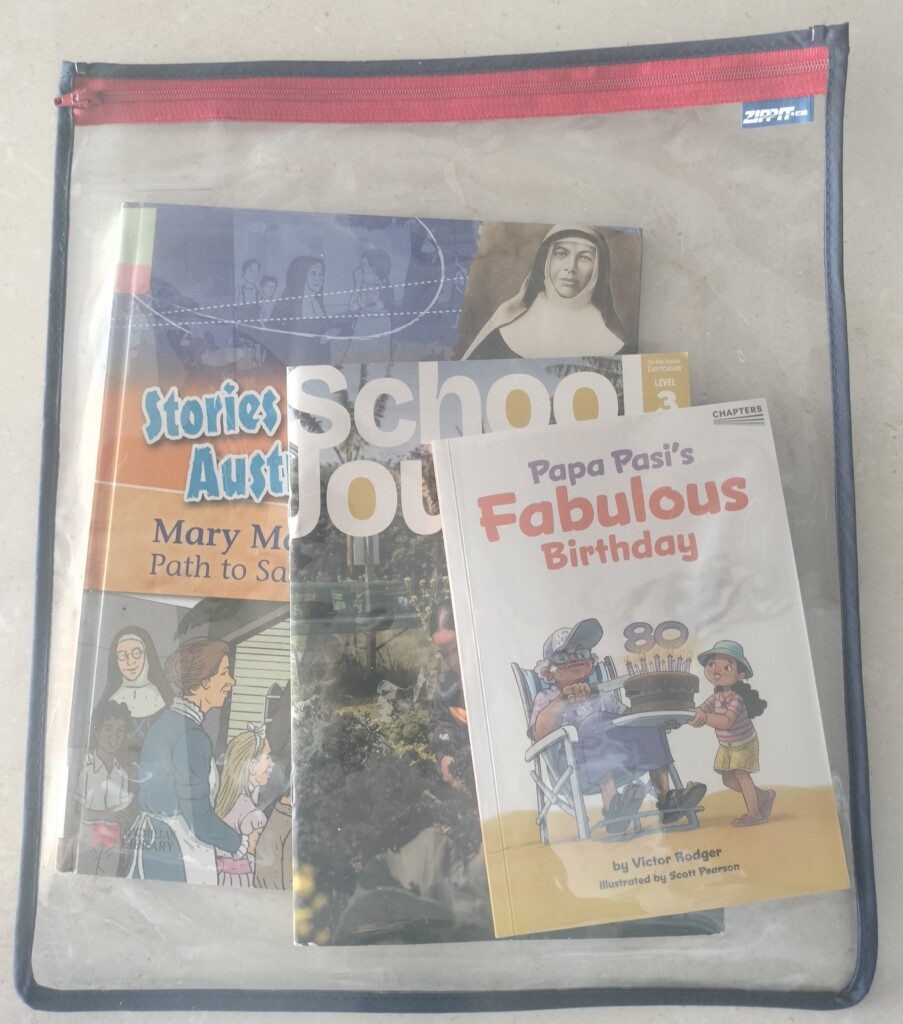 ZIPPIT
Stories
Aust
Mary M
Path to Sa
LIBRARY
School
Jou
The New Zealand
Curriculum
LEVEL
3
CHAPTERS
Papa Pasi's
Fabulous
Birthday
80
by Victor Rodger
illustrated by Scott Pearson